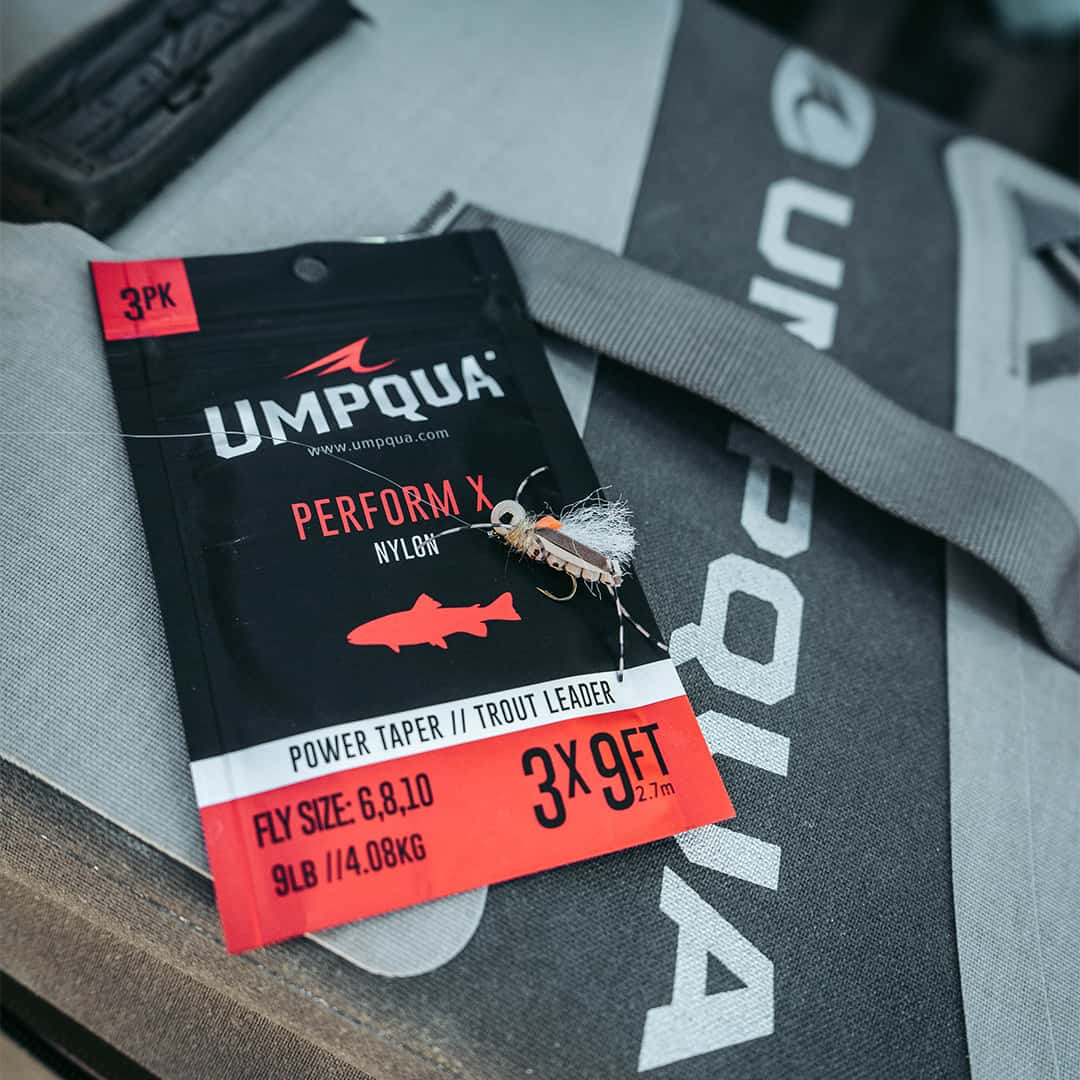 3PK
UMPQUA
www.umpqua.com
PERFORM X
NYLON
POWER TAPER // TROUT LEADER
FLY SIZE: 6,8,10
9LB //4.08KG
3X 9FT
2.7m
UMPQUA